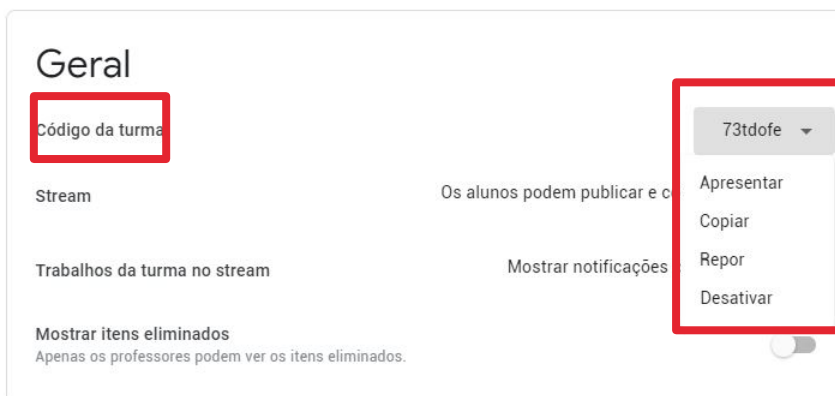 Geral
Código da turma
73tdofe
Stream
Os alunos podem publicar e c
Apresentar
Copiar
Trabalhos da turma no stream
Mostrar notificações
Repor
Desativar
Mostrar itens eliminados
Apenas os professores podem ver os itens eliminados.